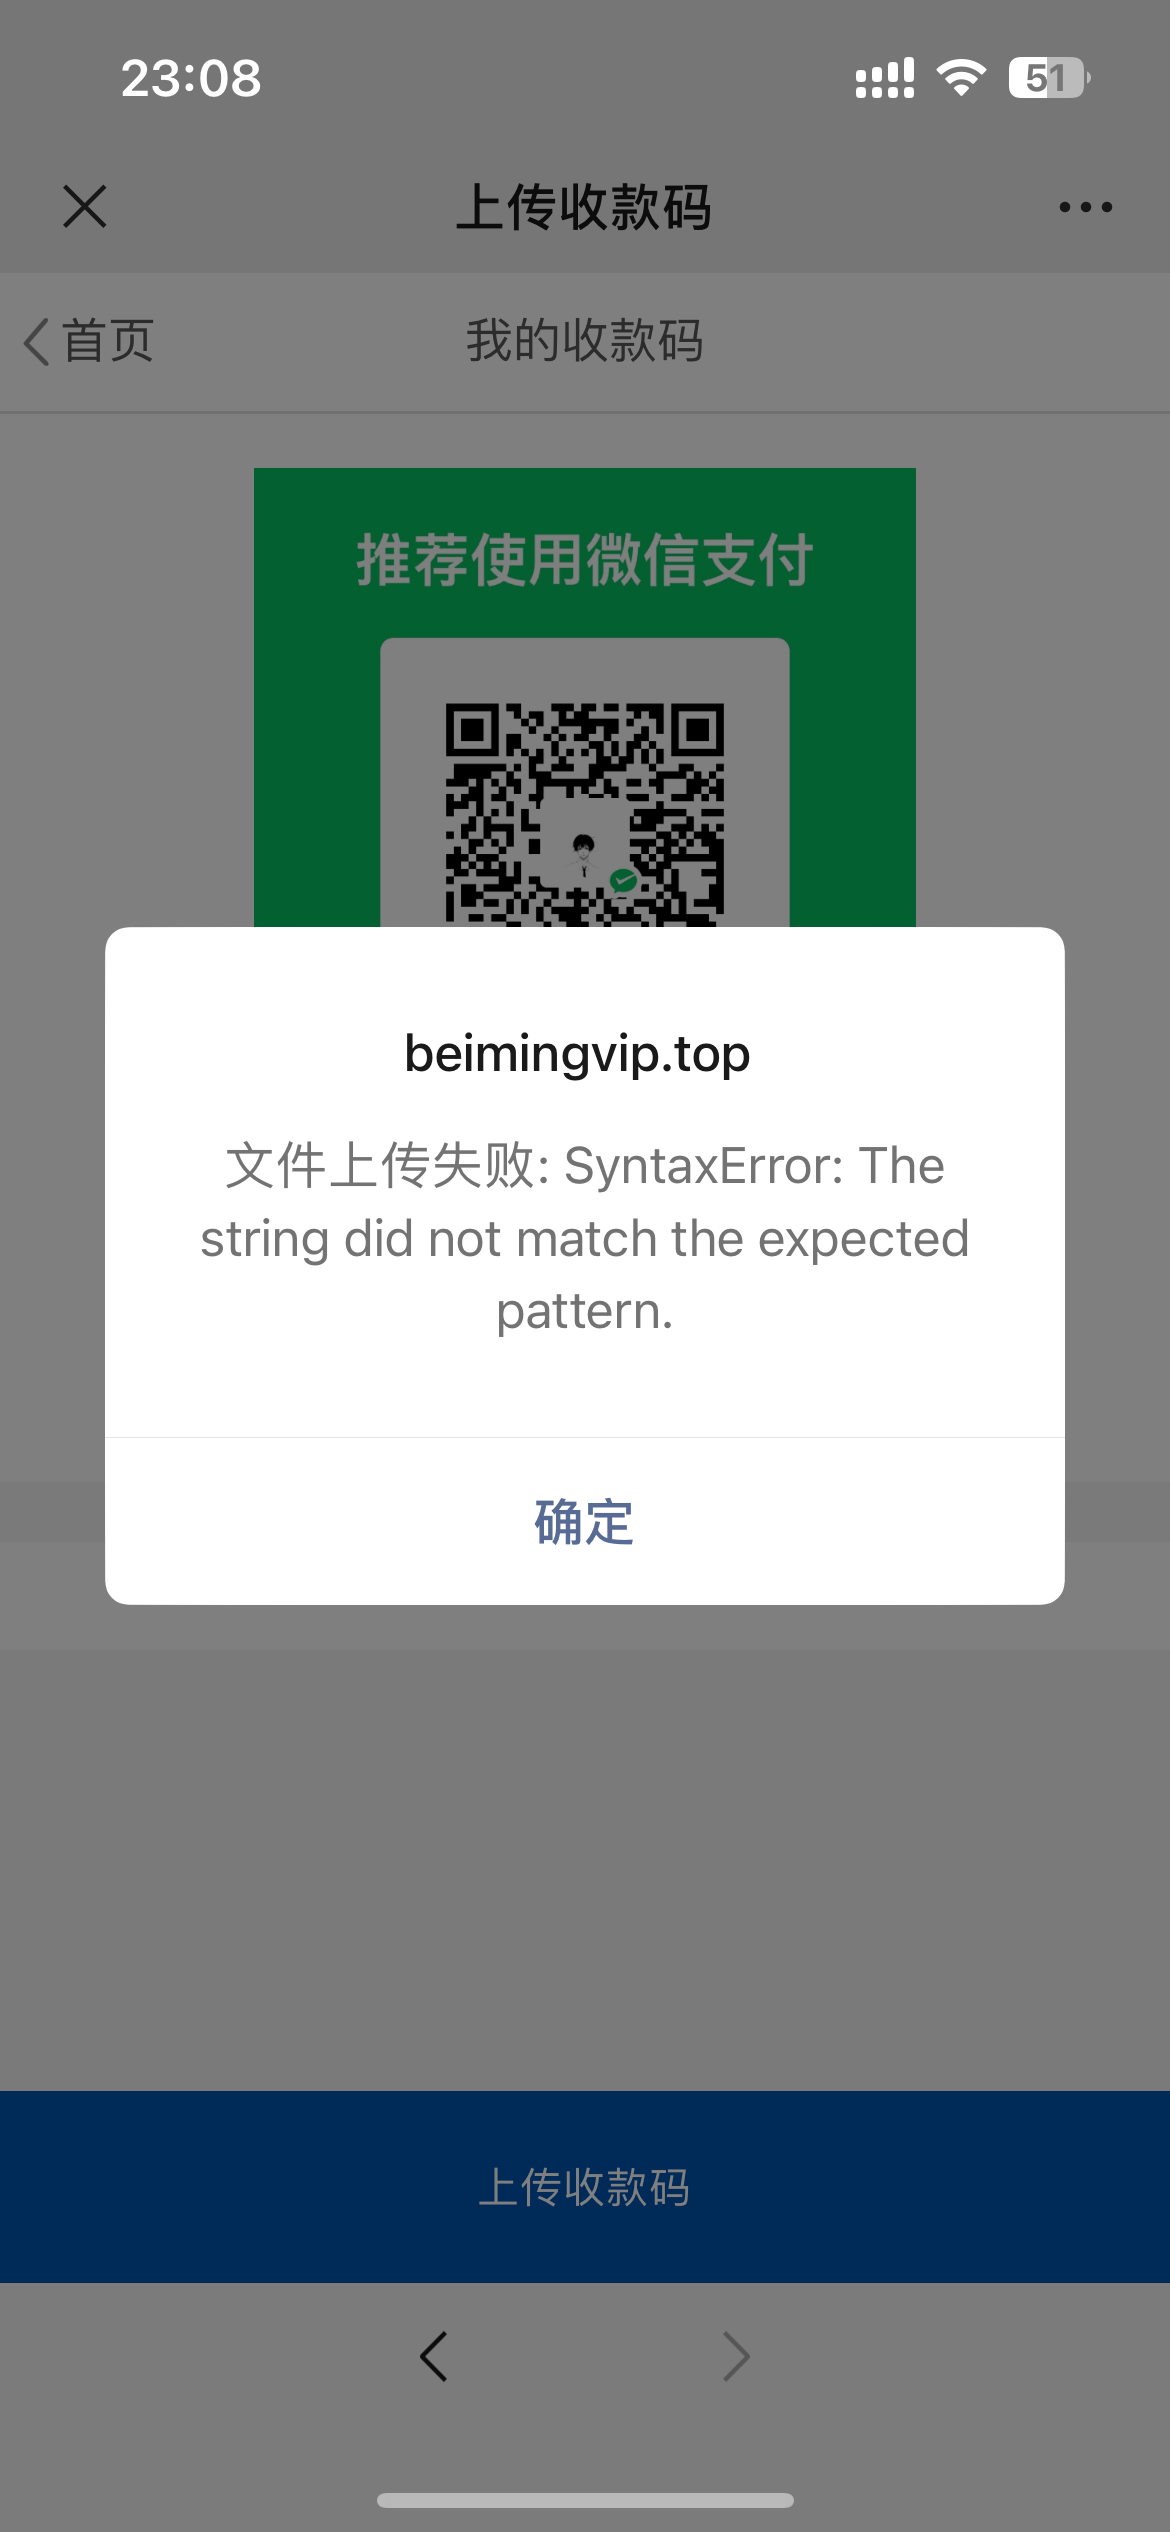 23:08
51
上传收款码
首页
我的收款码
推荐使用微信支付
beimingvip.top
文件上传失败: SyntaxError: The
string did not match the expected
pattern.
确定
上传收款码